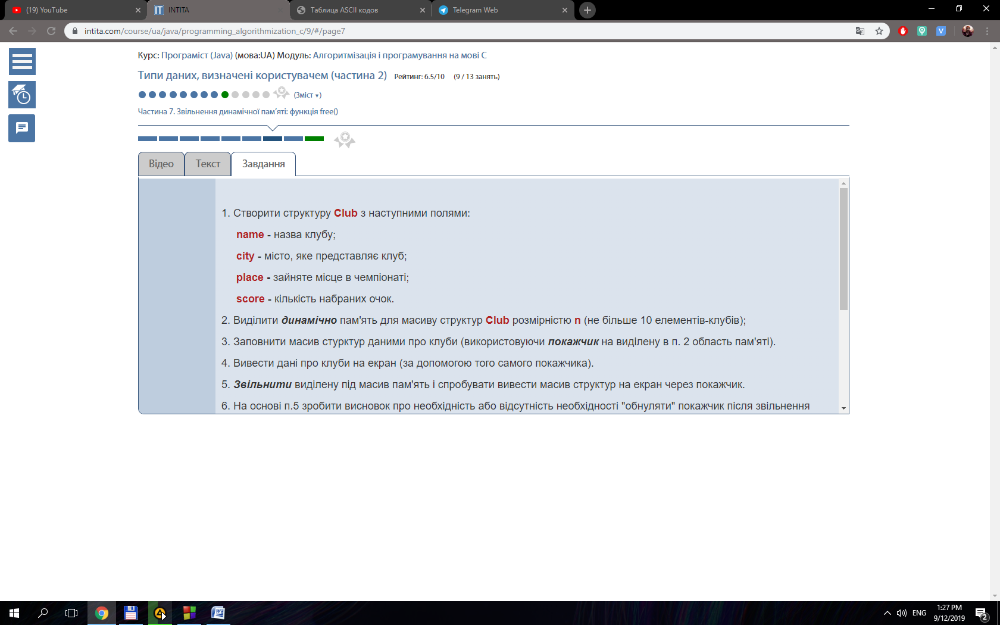 (19) YouTube
INTITA
Таблица ASCII кодов
Telegram Web
intita.com/course/ua/java/programming_algorithmization_c/9/#/page7
Курс: Програміст (Java) (мова:UA) Модуль: Алгоритмізація і програмування на мові С
Типи даних, визначені користувачем (частина 2) Рейтинг: 6.5/10 (9 / 13 занять)
(Зміст ▾)
Частина 7. Звільнення динамічної пам’яті: функція free()
Відео
Текст
Завдання
1. Створити структуру Club з наступними полями:
name - назва клубу;
city - місто, яке представляє клуб;
place - зайняте місце в чемпіонаті;
score - кількість набраних очок.
2. Виділити динамічно пам'ять для масиву структур Club розмірністю n (не більше 10 елементів-клубів);
3. Заповнити масив стурктур даними про клуби (використовуючи покажчик на виділену в п. 2 область пам'яті).
4. Вивести дані про клуби на екран (за допомогою того самого покажчика).
5. Звільнити виділену під масив пам'ять і спробувати вивести масив структур на екран через покажчик.
6. На основі п.5 зробити висновок про необхідність або відсутність необхідності "обнуляти" покажчик після звільнення
ENG
1:27 PM
9/12/2019
2